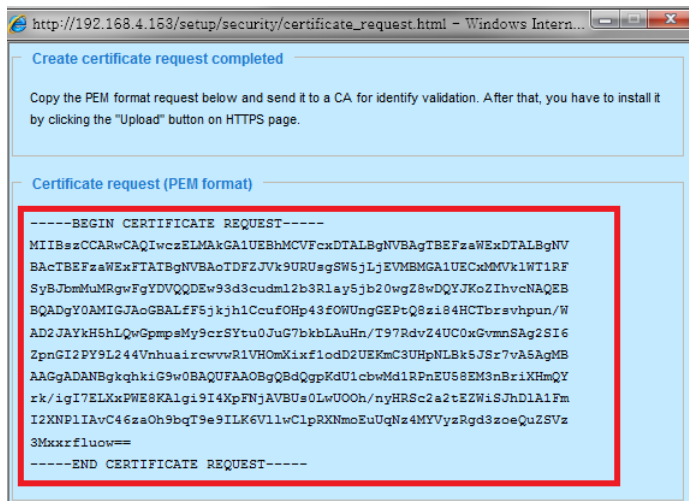 http://192.168.4.153/setup/security/certificate_request.html - Windows Intern...
Create certificate request completed
Copy the PEM format request below and send it to a CA for identify validation. After that, you have to install it
by clicking the "Upload" button on HTTPS page.
Certificate request (PEM format)
-----BEGIN CERTIFICATE REQUEST-----
MIIBszCCARwCAQIwczELMAkGA1UEBhMCVFcxDTALBgNVBAgTBEFzaWExDTALBgNV
BAcTBEFzaWExFTATBgNVBAoTDFZJVk9URUsgSW5jLjEVMBMGA1UECxMMVklWT1RF
SyBJbmMuMRgwFgYDVQQDEw93d3cudml2b3Rlay5jb20wgZ8wDQYJKoZIhvcNAQEB
BQADgY0AMIGJAoGBALfF5jkjh1CcufOHp43fOWUngGEPtQ8zi84HCTbrsvhpun/W
AD2JAYkH5hLQwGpmpsMy9crSYtu0JuG7bkbLAuHn/T97RdvZ4UC0xGvmnSAg2SI6
ZpnGI2PY9L244VnhuaircwvwR1VHOmXixf1odD2UEKmC3UHpNLBk5JSr7vA5AgMB
AAGgADANBgkqhkiG9w0BAQUFAAOBgQBdQgpKdU1cbwMd1RPnEU58EM3nBriXHmQY
rk/igI7ELXxPWE8KAlgi9I4XpFNjAVBUs0LwUOOh/nyHRSc2a2tEZWiSJhDlA1Fm
I2XNPlIAvC46zaOh9bqT9e9ILK6VllwClpRXNmoEuUqNz4MYVyzRgd3zoeQuZSVz
3Mxxrfluow==
-----END CERTIFICATE REQUEST-----